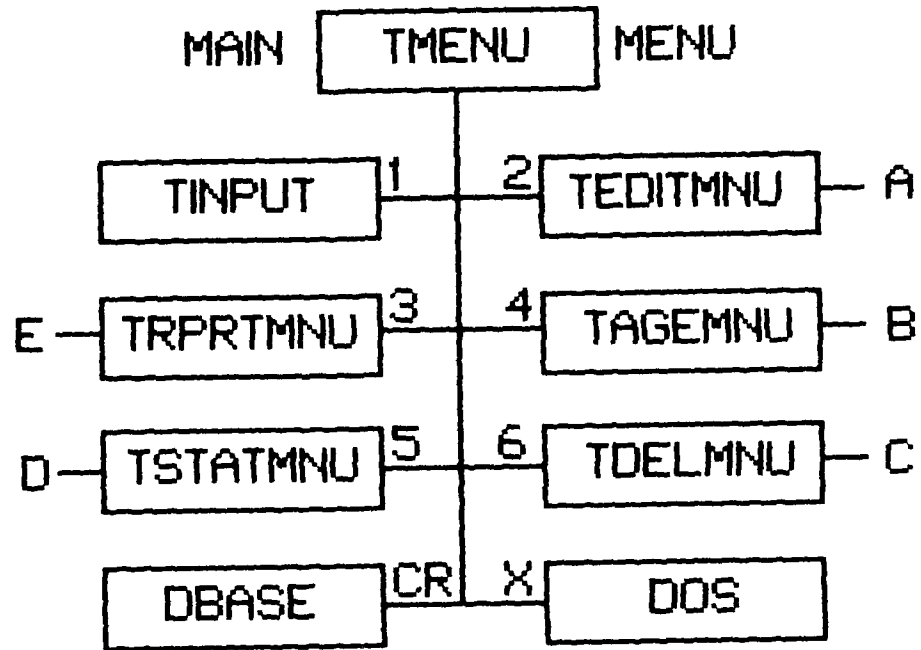 MAIN TMENU MENU
TINPUT 1 2 TEDITMNU A
E TRPRTMNU 3 4 TAGEMNU B
D TSTATMNU 5 6 TDELMNU C
DBASE CR X DOS